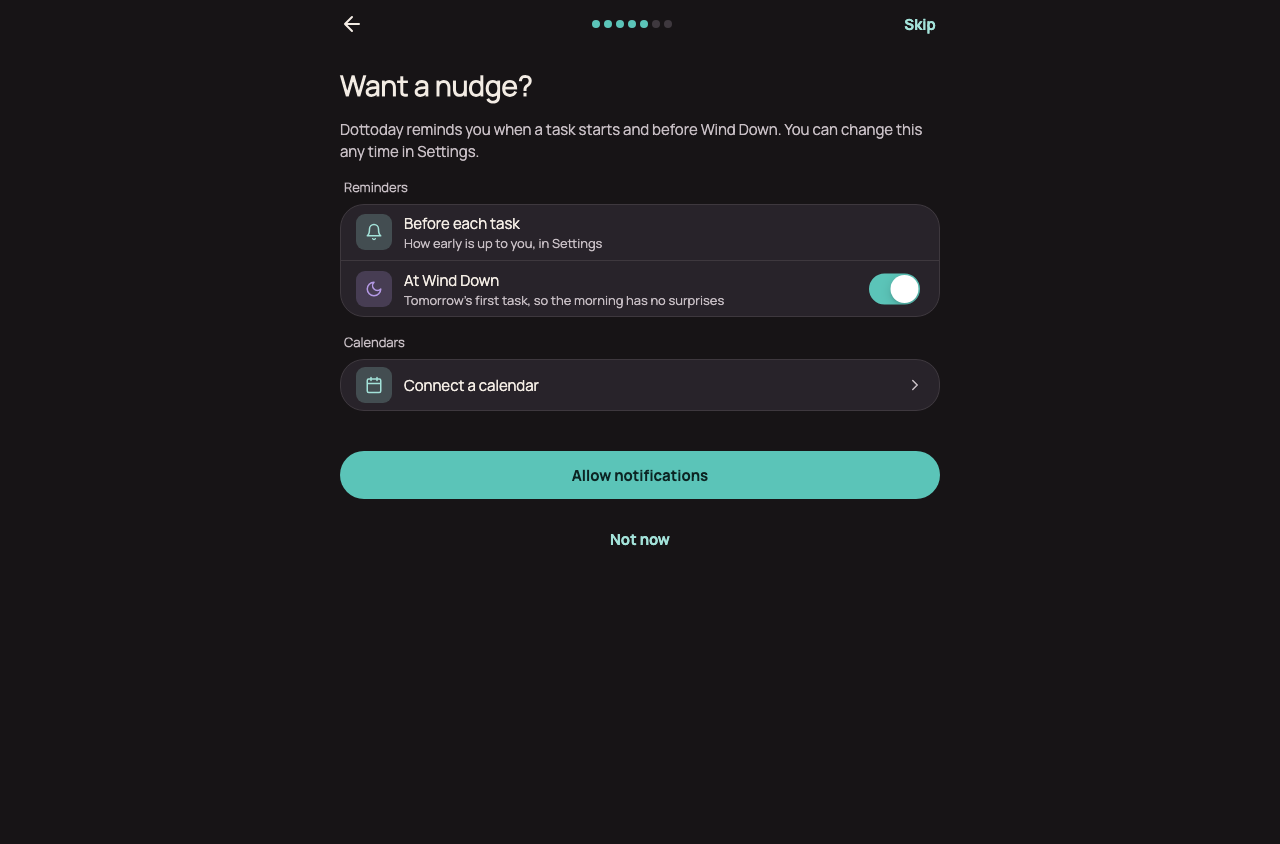 Skip
Want a nudge?
Dottoday reminds you when a task starts and before Wind Down. You can change this
any time in Settings.
Reminders
Before each task
How early is up to you, in Settings
At Wind Down
Tomorrow's first task, so the morning has no surprises
Calendars
Connect a calendar
Allow notifications
Not now